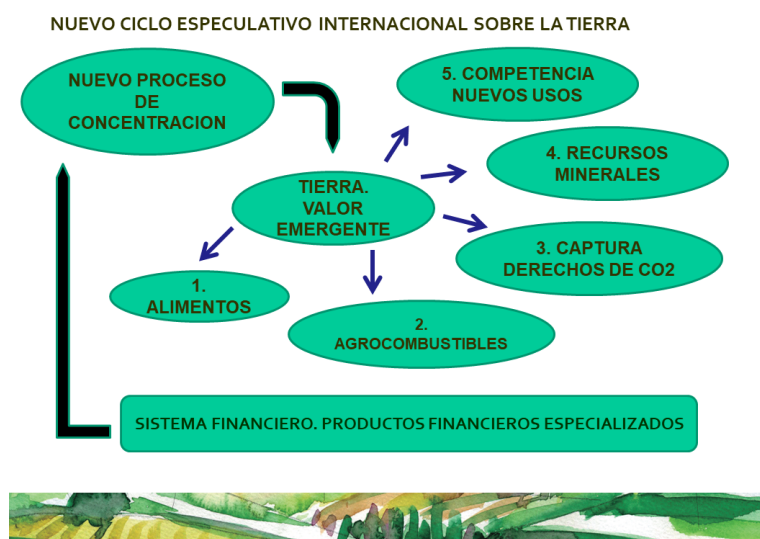 NUEVO CICLO ESPECULATIVO INTERNACIONAL SOBRE LA TIERRA
NUEVO PROCESO
DE
CONCENTRACION
5. COMPETENCIA
NUEVOS USOS
4. RECURSOS
MINERALES
TIERRA.
VALOR
EMERGENTE
3. CAPTURA
DERECHOS DE CO2
1.
ALIMENTOS
2.
AGROCOMBUSTIBLES
SISTEMA FINANCIERO. PRODUCTOS FINANCIEROS ESPECIALIZADOS